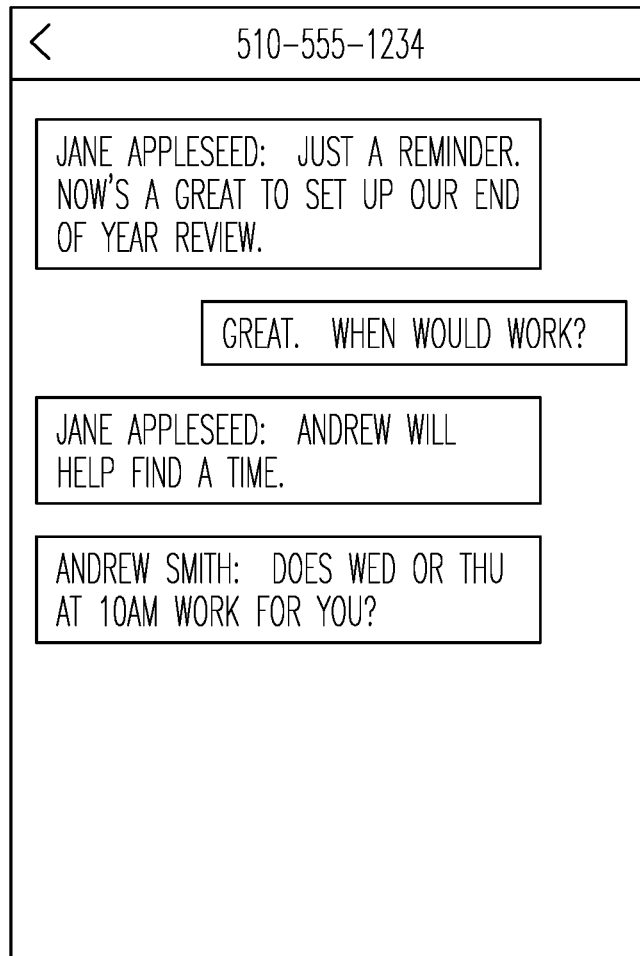 510-555-1234
JANE APPLESEED: JUST A REMINDER.
NOW'S A GREAT TO SET UP OUR END
OF YEAR REVIEW.
GREAT. WHEN WOULD WORK?
JANE APPLESEED: ANDREW WILL
HELP FIND A TIME.
ANDREW SMITH: DOES WED OR THU
AT 10AM WORK FOR YOU?